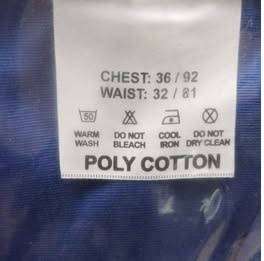 CHEST: 36 / 92
WAIST: 32 / 81
50
WARM WASH DO NOT BLEACH COOL IRON DO NOT DRY CLEAN
POLY COTTON